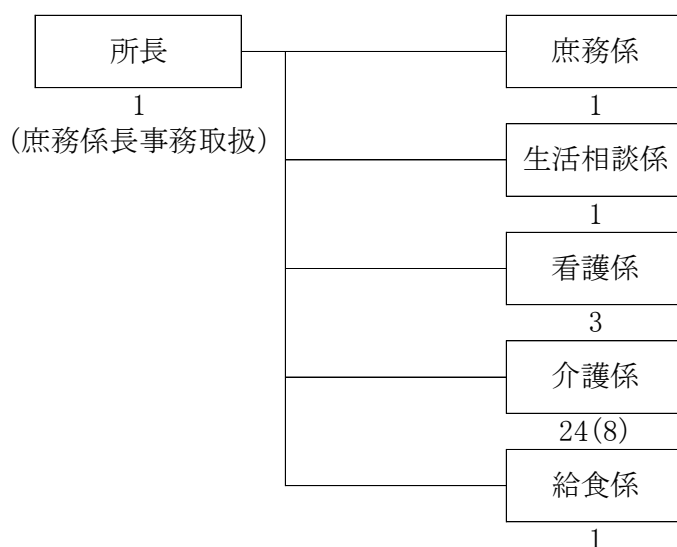 所長
1
(庶務係長事務取扱)
庶務係
1
生活相談係
1
看護係
3
介護係
24(8)
給食係
1